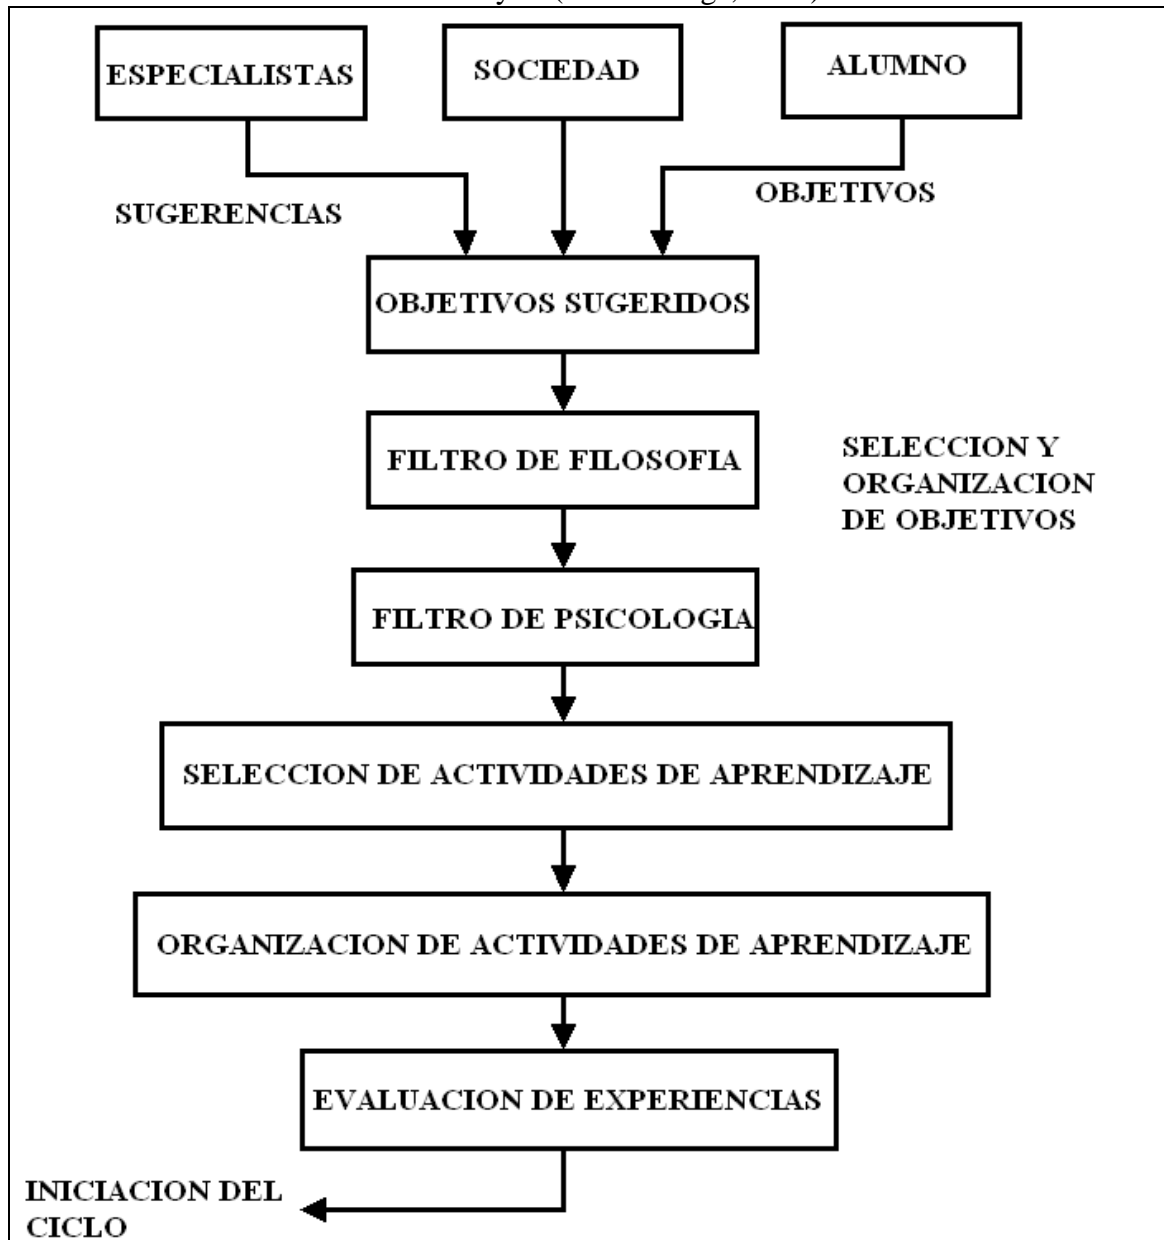 ESPECIALISTAS
SOCIEDAD
ALUMNO
SUGERENCIAS
OBJETIVOS
OBJETIVOS SUGERIDOS
FILTRO DE FILOSOFIA
SELECCION Y
ORGANIZACION
DE OBJETIVOS
FILTRO DE PSICOLOGIA
SELECCION DE ACTIVIDADES DE APRENDIZAJE
ORGANIZACION DE ACTIVIDADES DE APRENDIZAJE
EVALUACION DE EXPERIENCIAS
INICIACION DEL
CICLO